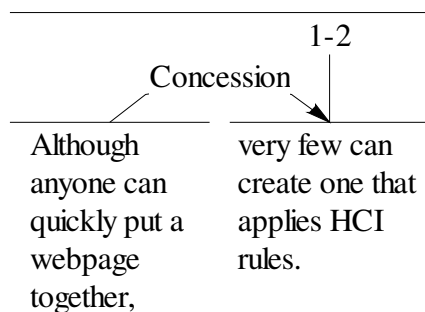 1-2
Concession
Although
anyone can
quickly put a
webpage
together,
very few can
create one that
applies HCI
rules.